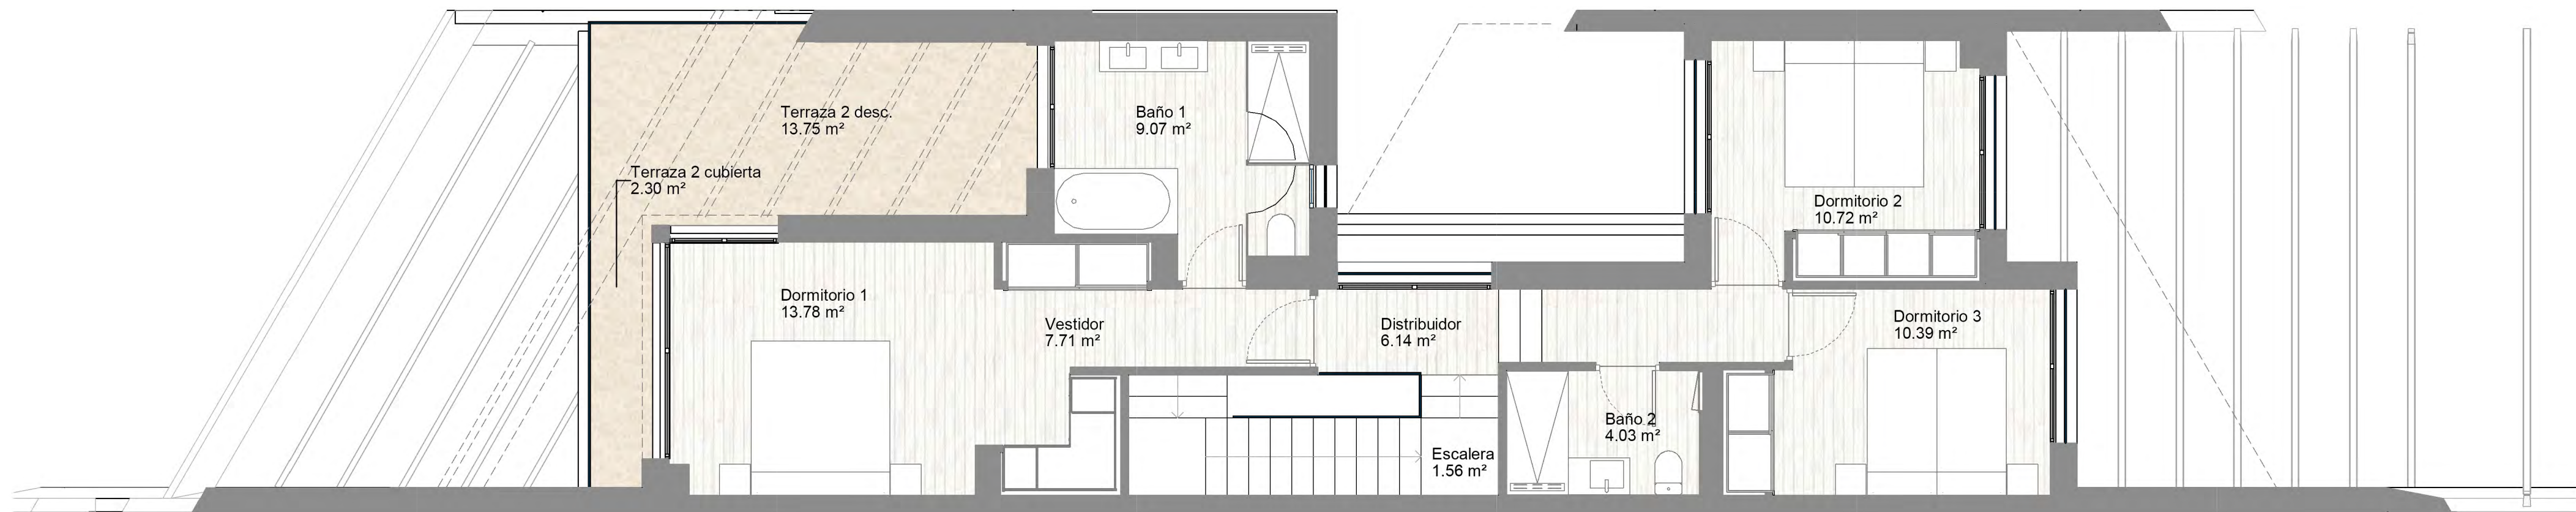 Terraza 2 desc.
13.75 m²
Terraza 2 cubierta
2.30 m²
Baño 1
9.07 m²
Dormitorio 1
13.78 m²
Vestidor
7.71 m²
Distribuidor
6.14 m²
Escalera
1.56 m²
Baño 2
4.03 m²
Dormitorio 2
10.72 m²
Dormitorio 3
10.39 m²